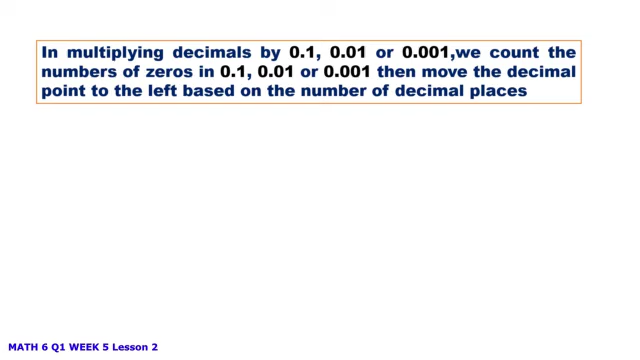 In multiplying decimals by 0.1, 0.01 or 0.001,we count the
numbers of zeros in 0.1, 0.01 or 0.001 then move the decimal
point to the left based on the number of decimal places
MATH 6 Q1 WEEK 5 Lesson 2